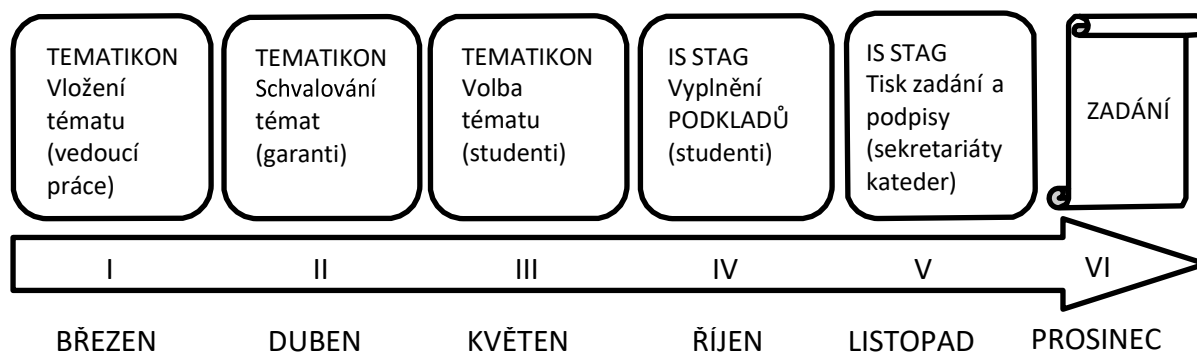 TEMATIKON
Vložení
tématu
(vedoucí
práce)
TEMATIKON
Schvalování
témat
(garanti)
TEMATIKON
Volba
tématu
(studenti)
IS STAG
Vyplnění
PODKLADŮ
(studenti)
IS STAG
Tisk zadání a
podpisy
(sekretariáty
kateder)
ZADÁNÍ
I II III IV V VI
BŘEZEN DUBEN KVĚTEN ŘÍJEN LISTOPAD PROSINEC